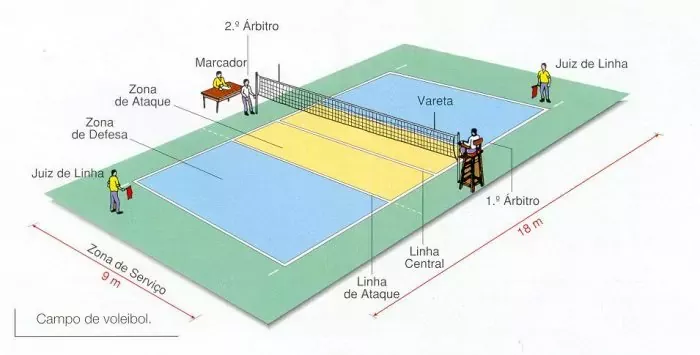 2.º Árbitro
Marcador
Juiz de Linha
Zona
de Ataque
Vareta
Zona
de Defesa
Juiz de Linha
1.º Árbitro
18 m
Linha
Central
Zona de Serviço
9 m
Linha
de Ataque
Campo de voleibol.